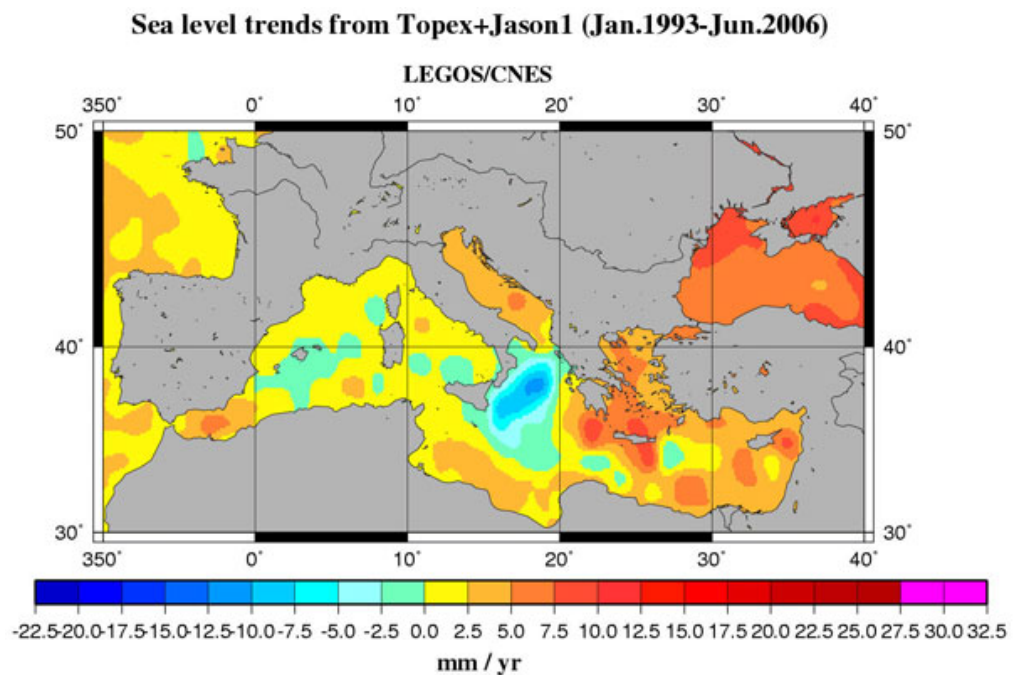 Sea level trends from Topex+Jason1 (Jan.1993-Jun.2006)
LEGOS/CNES
350° 0° 10° 20° 30° 40°
50° 50°
40° 40°
30° 30°
350° 0° 10° 20° 30° 40°
-22.5-20.0-17.5-15.0-12.5-10.0 -7.5 -5.0 -2.5 0.0 2.5 5.0 7.5 10.0 12.5 15.0 17.5 20.0 22.5 25.0 27.5 30.0 32.5
mm / yr